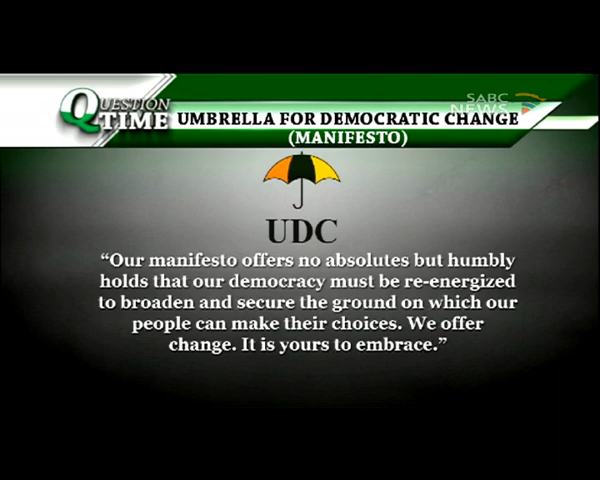 QUESTION TIME
SABC NEWS
UMBRELLA FOR DEMOCRATIC CHANGE
(MANIFESTO)
UDC
“Our manifesto offers no absolutes but humbly
holds that our democracy must be re-energized
to broaden and secure the ground on which our
people can make their choices. We offer
change. It is yours to embrace.”